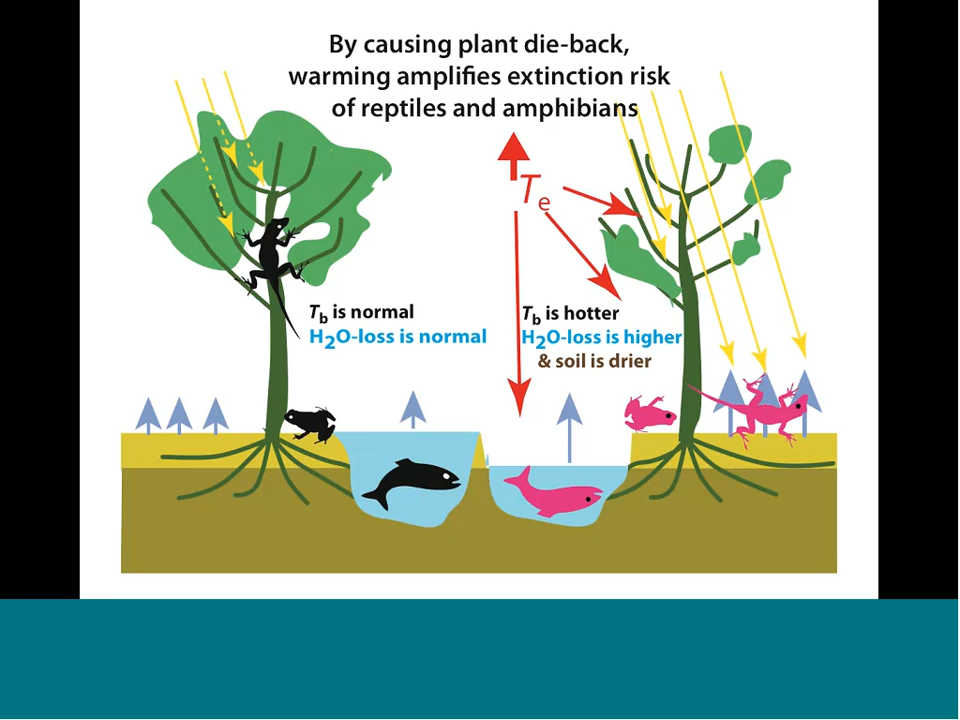 By causing plant die-back,
warming amplifies extinction risk
of reptiles and amphibians
Te
Tb is normal
H2O-loss is normal
Tb is hotter
H2O-loss is higher
& soil is drier